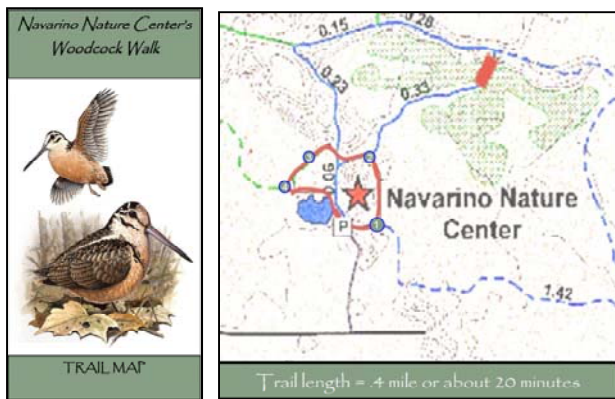 Navarino Nature Center's
Woodcock Walk
TRAIL MAP
0.15
0.28
0.23
0.33
0.06
Navarino Nature
Center
P
1.42
Trail length = .4 mile or about 20 minutes